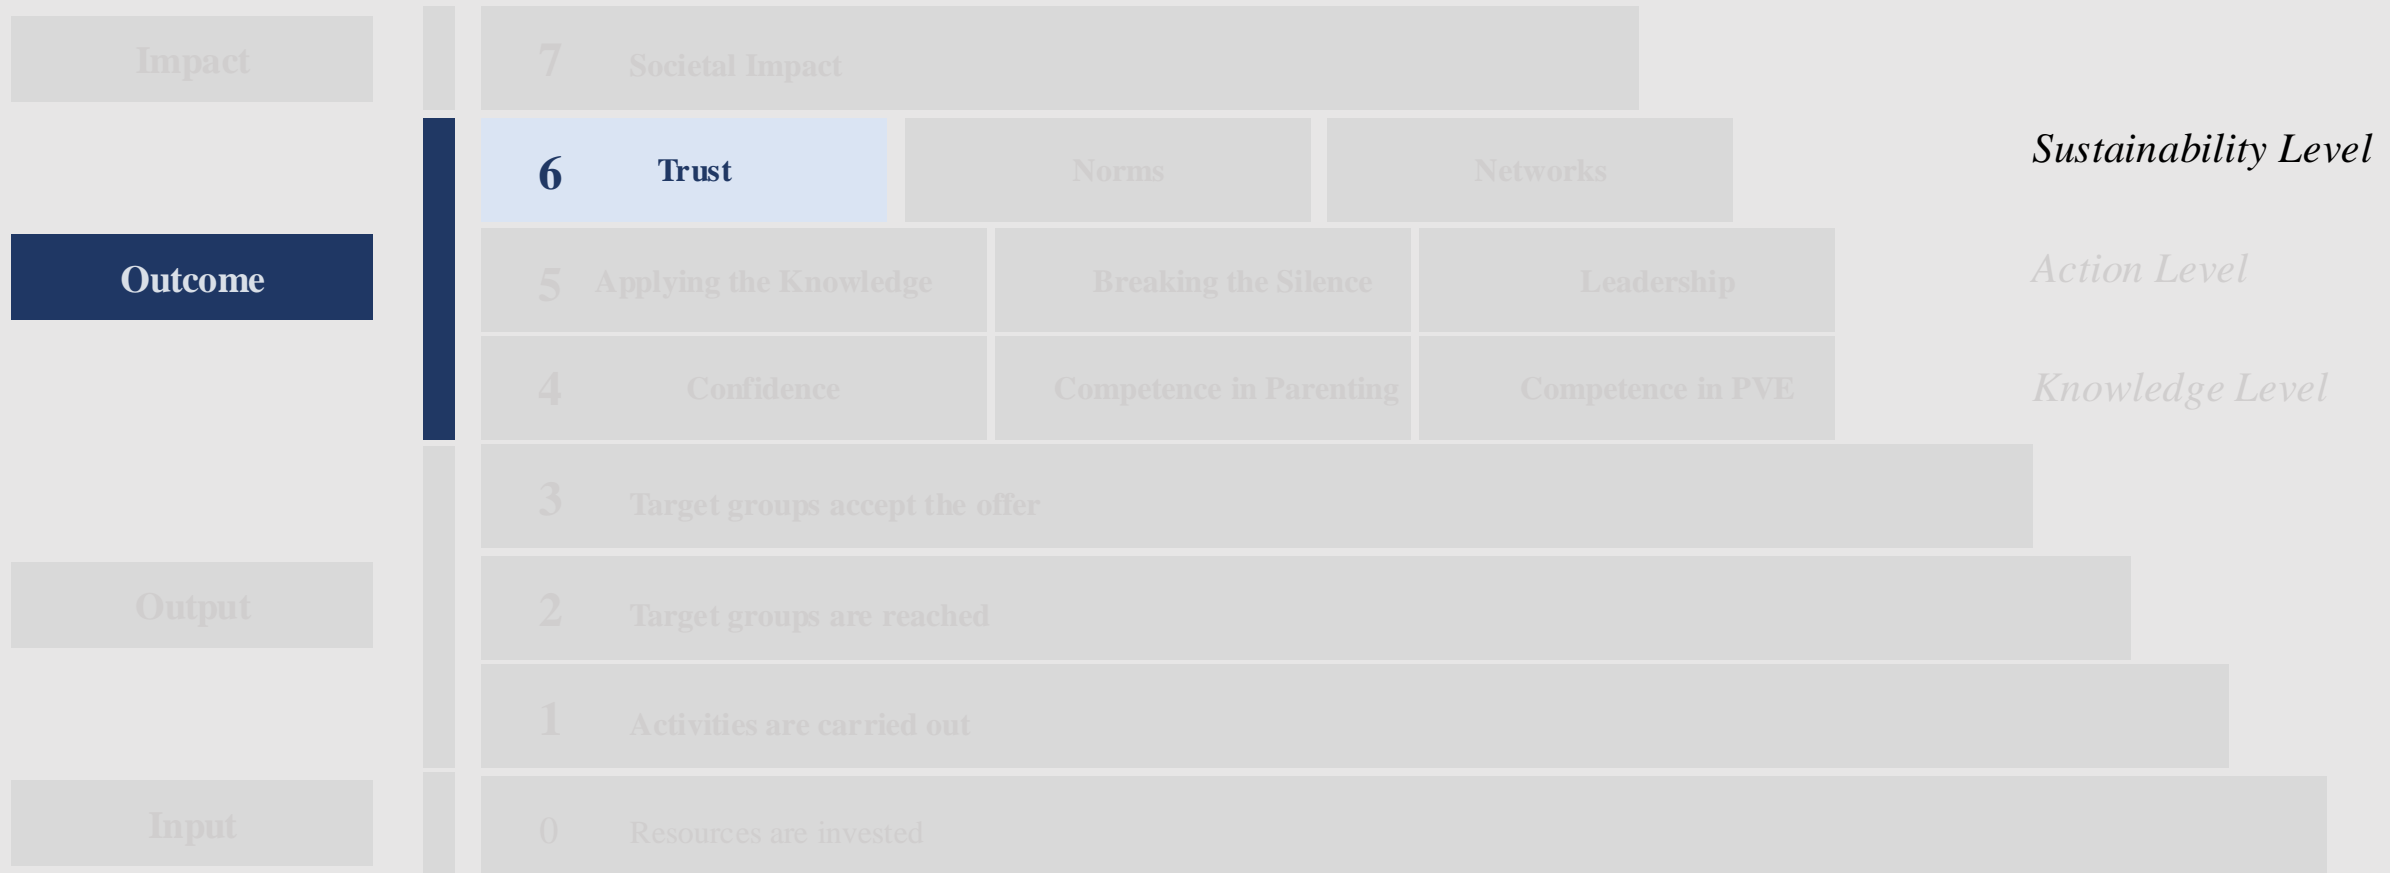 Impact
7 Societal Impact
6 Trust Norms Networks Sustainability Level
Outcome
5 Applying the Knowledge Breaking the Silence Leadership Action Level
4 Confidence Competence in Parenting Competence in PVE Knowledge Level
3 Target groups accept the offer
Output
2 Target groups are reached
1 Activities are carried out
Input
0 Resources are invested